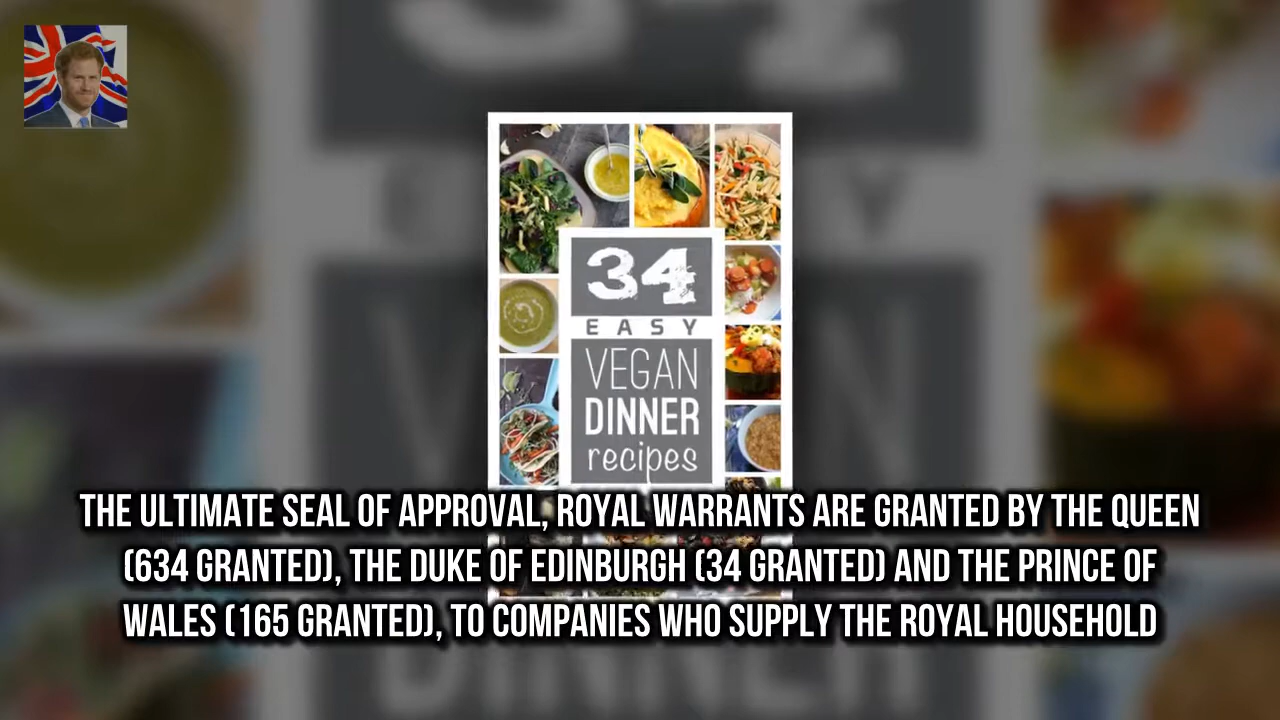 34
EASY
VEGAN
DINNER
recipes
THE ULTIMATE SEAL OF APPROVAL, ROYAL WARRANTS ARE GRANTED BY THE QUEEN
(634 GRANTED), THE DUKE OF EDINBURGH (34 GRANTED) AND THE PRINCE OF
WALES (165 GRANTED), TO COMPANIES WHO SUPPLY THE ROYAL HOUSEHOLD